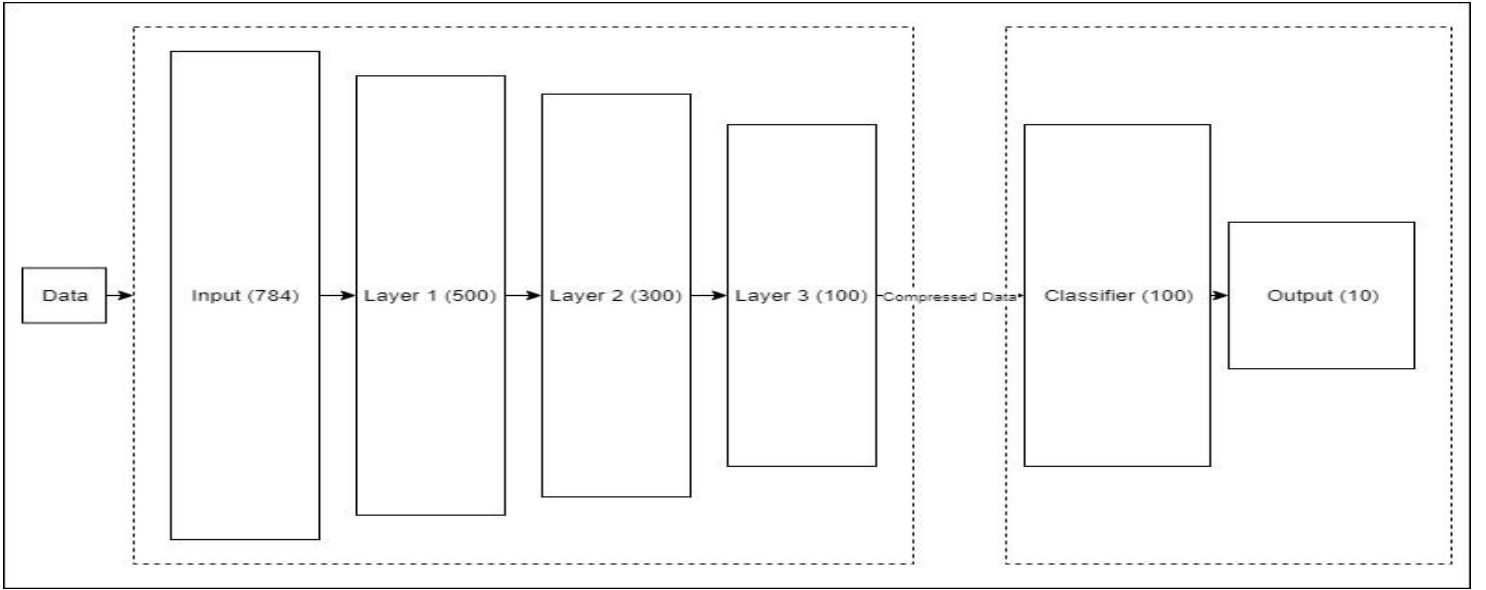 Data
Input (784)
Layer 1 (500)
Layer 2 (300)
Layer 3 (100)
Compressed Data
Classifier (100)
Output (10)